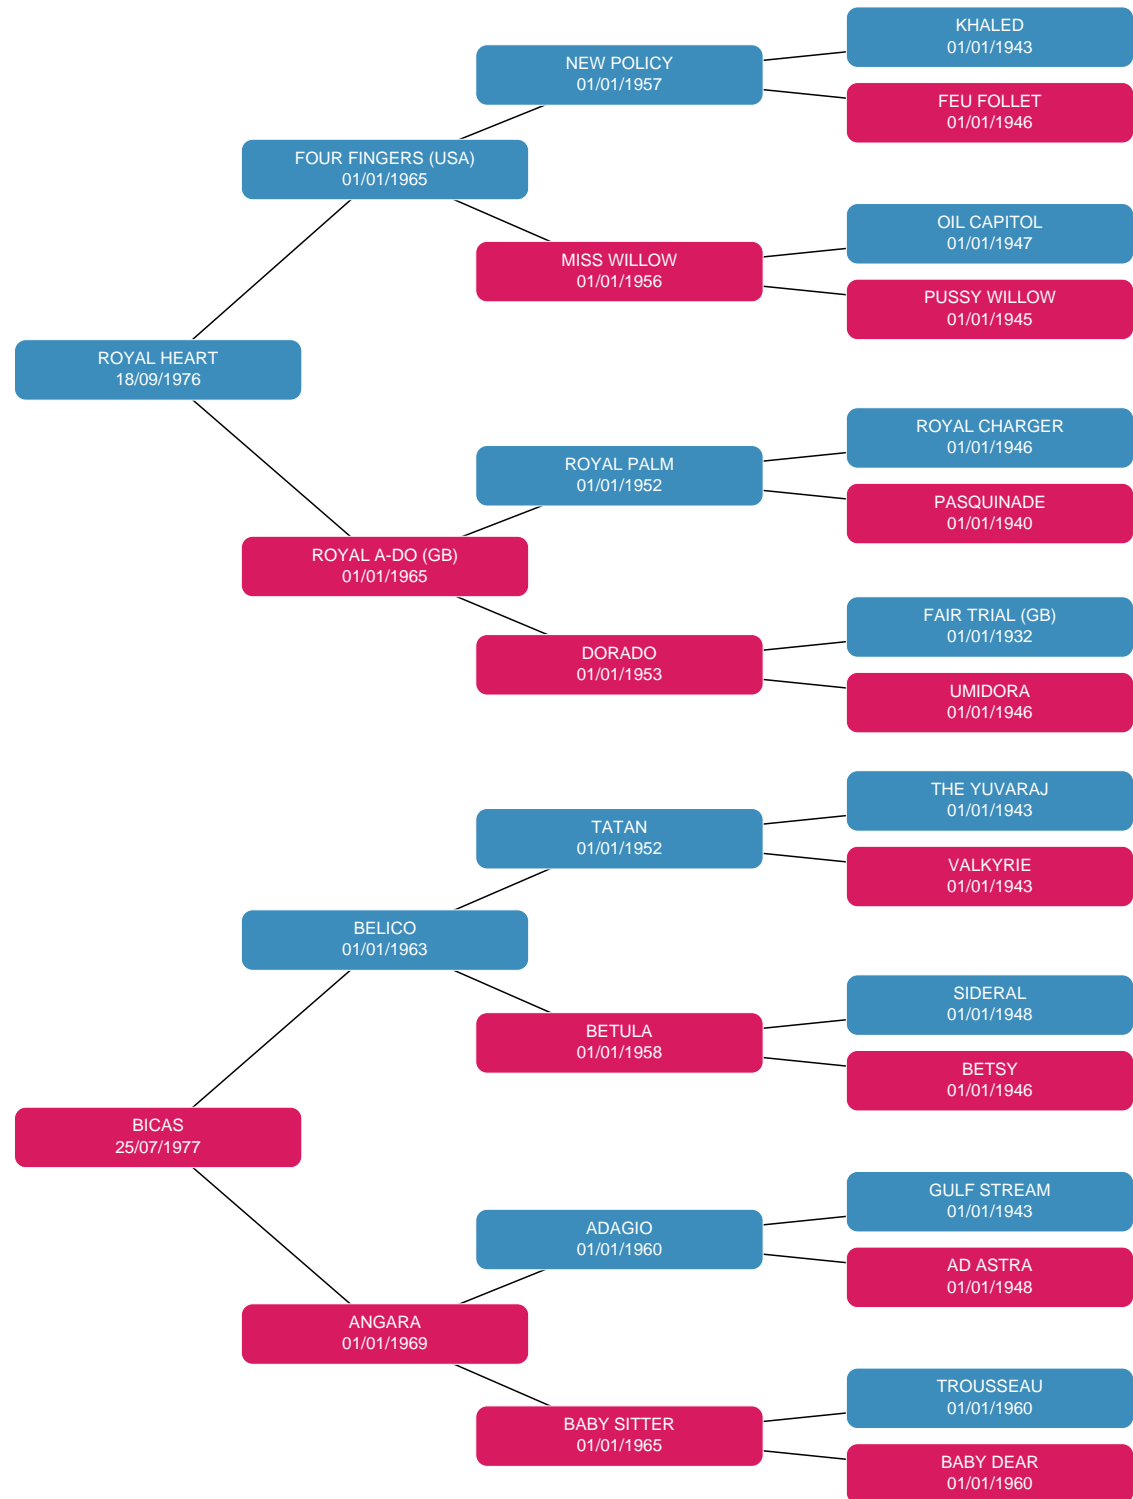 KHALED
01/01/1943
NEW POLICY
01/01/1957
FEU FOLLET
01/01/1946
FOUR FINGERS (USA)
01/01/1965
OIL CAPITOL
01/01/1947
MISS WILLOW
01/01/1956
PUSSY WILLOW
01/01/1945
ROYAL HEART
18/09/1976
ROYAL CHARGER
01/01/1946
ROYAL PALM
01/01/1952
PASQUINADE
01/01/1940
ROYAL A-DO (GB)
01/01/1965
FAIR TRIAL (GB)
01/01/1932
DORADO
01/01/1953
UMIDORA
01/01/1946
THE YUVARAJ
01/01/1943
TATAN
01/01/1952
VALKYRIE
01/01/1943
BELICO
01/01/1963
SIDERAL
01/01/1948
BETULA
01/01/1958
BETSY
01/01/1946
BICAS
25/07/1977
GULF STREAM
01/01/1943
ADAGIO
01/01/1960
AD ASTRA
01/01/1948
ANGARA
01/01/1969
TROUSSEAU
01/01/1960
BABY SITTER
01/01/1965
BABY DEAR
01/01/1960